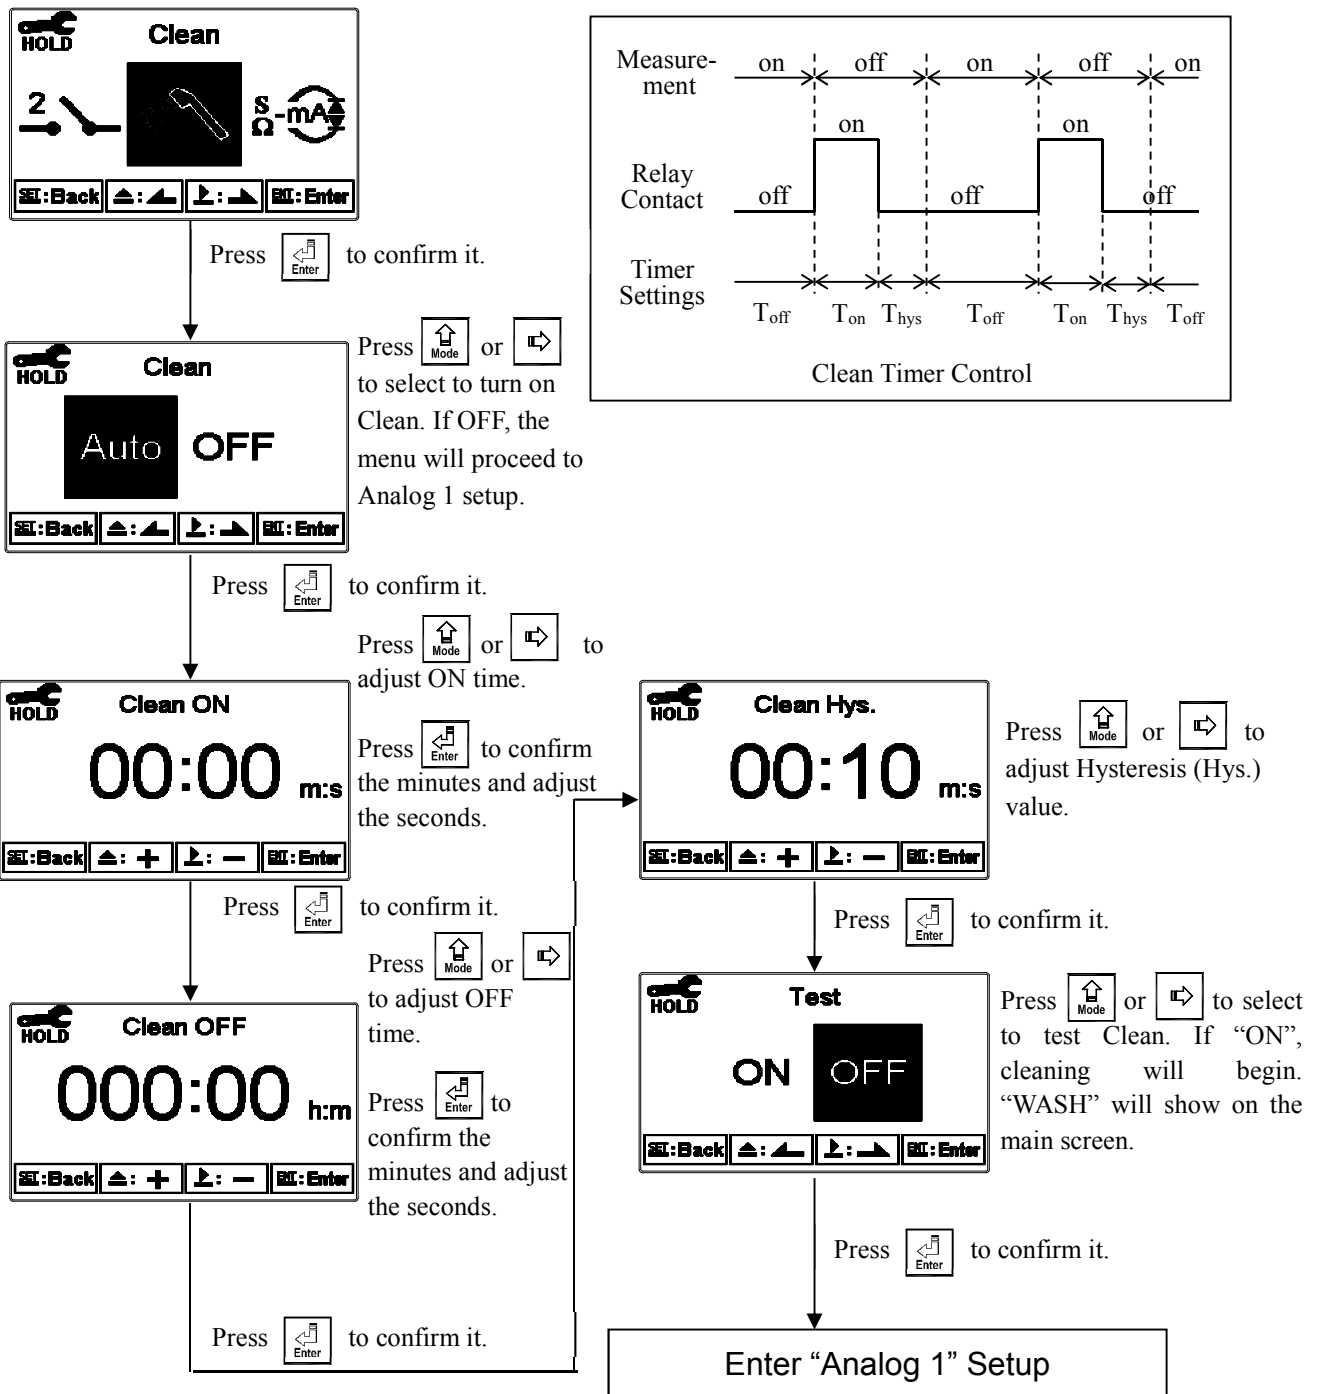 HOLD
Clean
2
S
Ω
-mA
SET:Back
: 
: 
ENT:Enter
Press Enter to confirm it.
HOLD
Clean
Auto OFF
SET:Back
: 
: 
ENT:Enter
Press Mode or
to select to turn on
Clean. If OFF, the
menu will proceed to
Analog 1 setup.
Press Enter to confirm it.
Press Mode or to
adjust ON time.
HOLD
Clean ON
00:00 m:s
SET:Back
: +
: −
ENT:Enter
Press Enter to confirm
the minutes and adjust
the seconds.
Press Enter to confirm it.
Press Mode or
to adjust OFF
time.
HOLD
Clean OFF
000:00 h:m
SET:Back
: +
: −
ENT:Enter
Press Enter to
confirm the
minutes and adjust
the seconds.
Press Enter to confirm it.
Measure-
ment
on off on off on
on on
Relay
Contact
off off off
Timer
Settings
Toff Ton Thys Toff Ton Thys Toff
Clean Timer Control
HOLD
Clean Hys.
00:10 m:s
SET:Back
: +
: −
ENT:Enter
Press Mode or to
adjust Hysteresis (Hys.)
value.
Press Enter to confirm it.
HOLD
Test
ON OFF
SET:Back
: 
: 
ENT:Enter
Press Mode or to select
to test Clean. If “ON”,
cleaning will begin.
“WASH” will show on the
main screen.
Press Enter to confirm it.
Enter “Analog 1” Setup